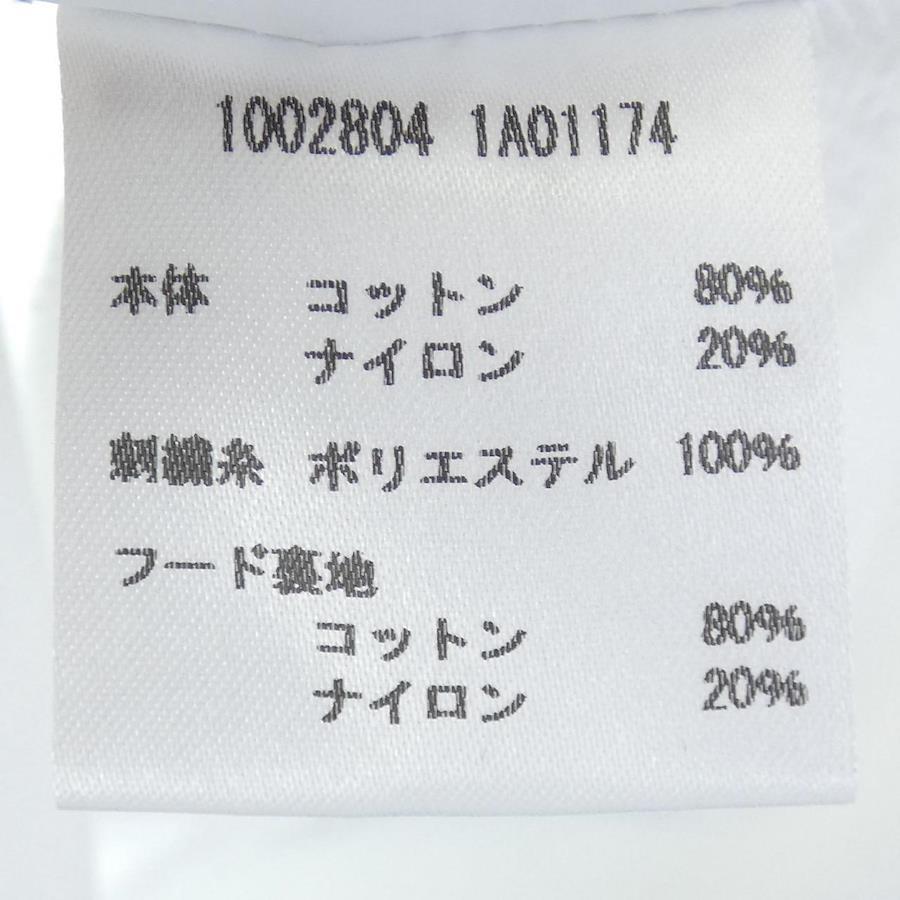 1002804 1A01174
本体 コットン 80%
ナイロン 20%
刺繍糸 ポリエステル 100%
フード裏地
コットン 80%
ナイロン 20%